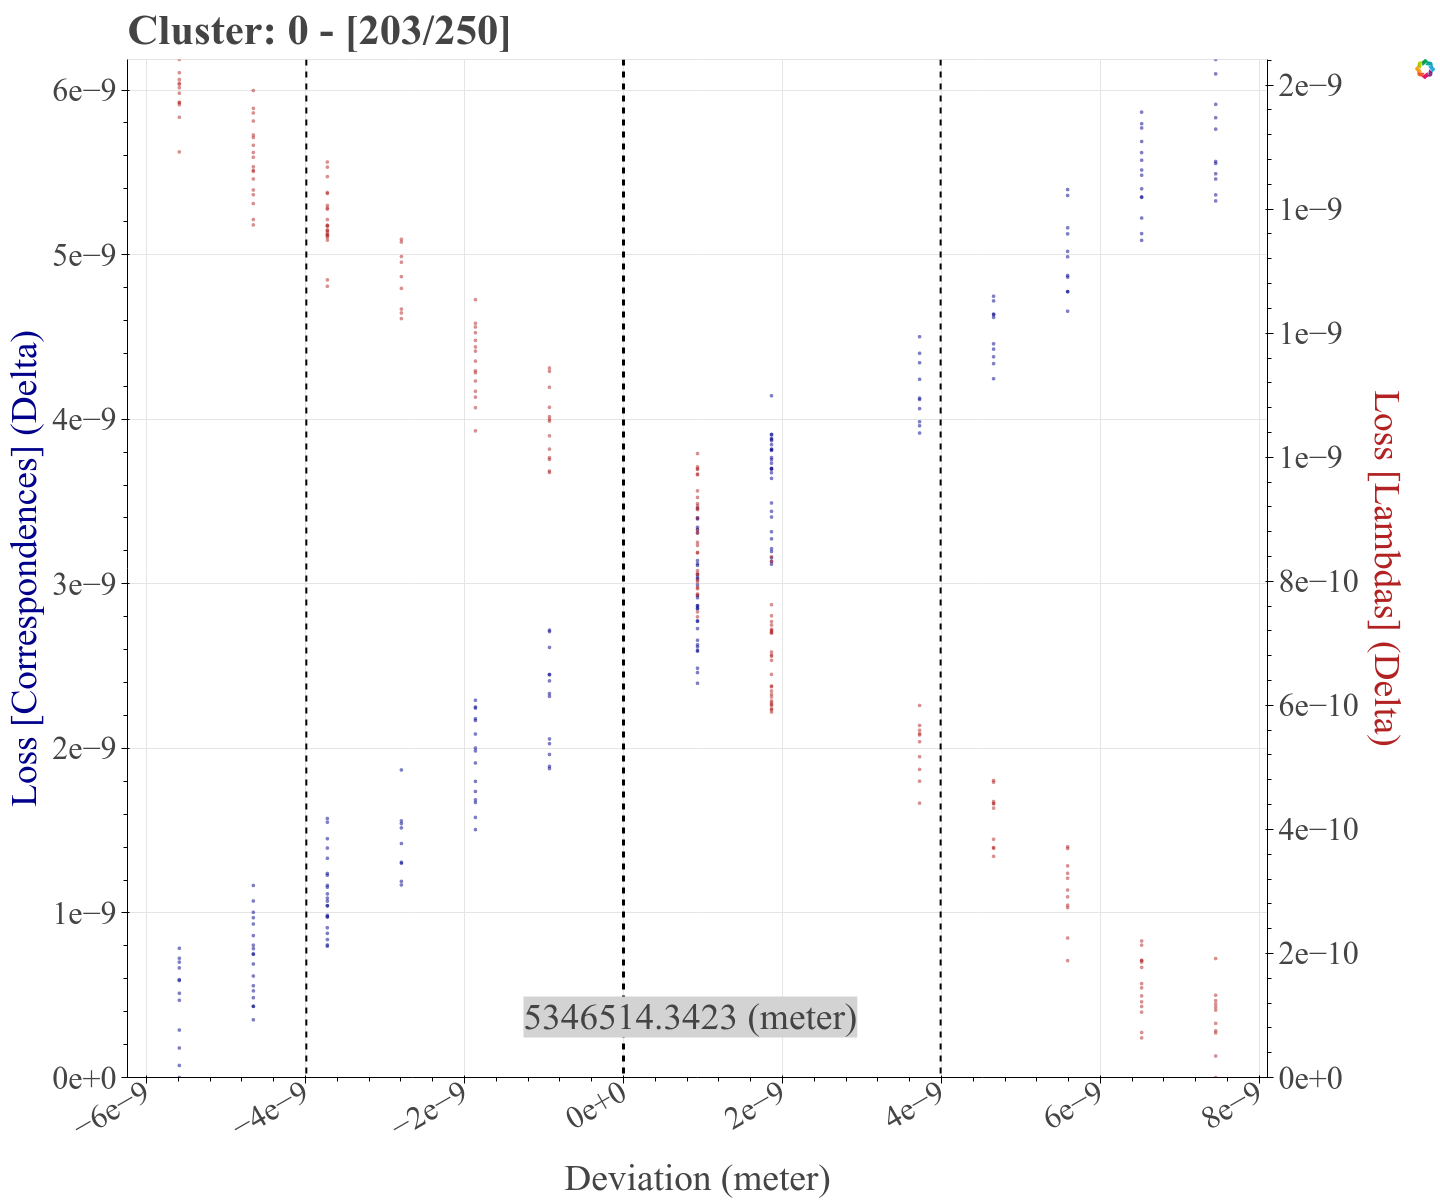 Cluster: 0 - [203/250]
6e−9
5e−9
4e−9
3e−9
2e−9
1e−9
0e+0
Loss [Correspondences] (Delta)
2e−9
1e−9
1e−9
1e−9
8e−10
6e−10
4e−10
2e−10
0e+0
Loss [Lambdas] (Delta)
5346514.3423 (meter)
−6e−9
−4e−9
−2e−9
0e+0
2e−9
4e−9
6e−9
8e−9
Deviation (meter)